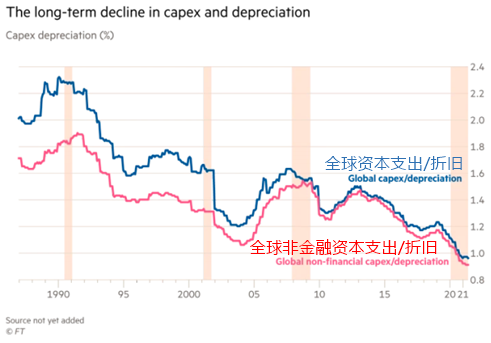 The long-term decline in capex and depreciation
Capex depreciation (%)
2.4
2.2
2.0
1.8
全球资本支出/折旧
Global capex/depreciation
1.6
1.4
1.2
全球非金融资本支出/折旧
Global non-financial capex/depreciation
1.0
0.8
1990 95 2000 05 10 15 20 21
Source not yet added
© FT